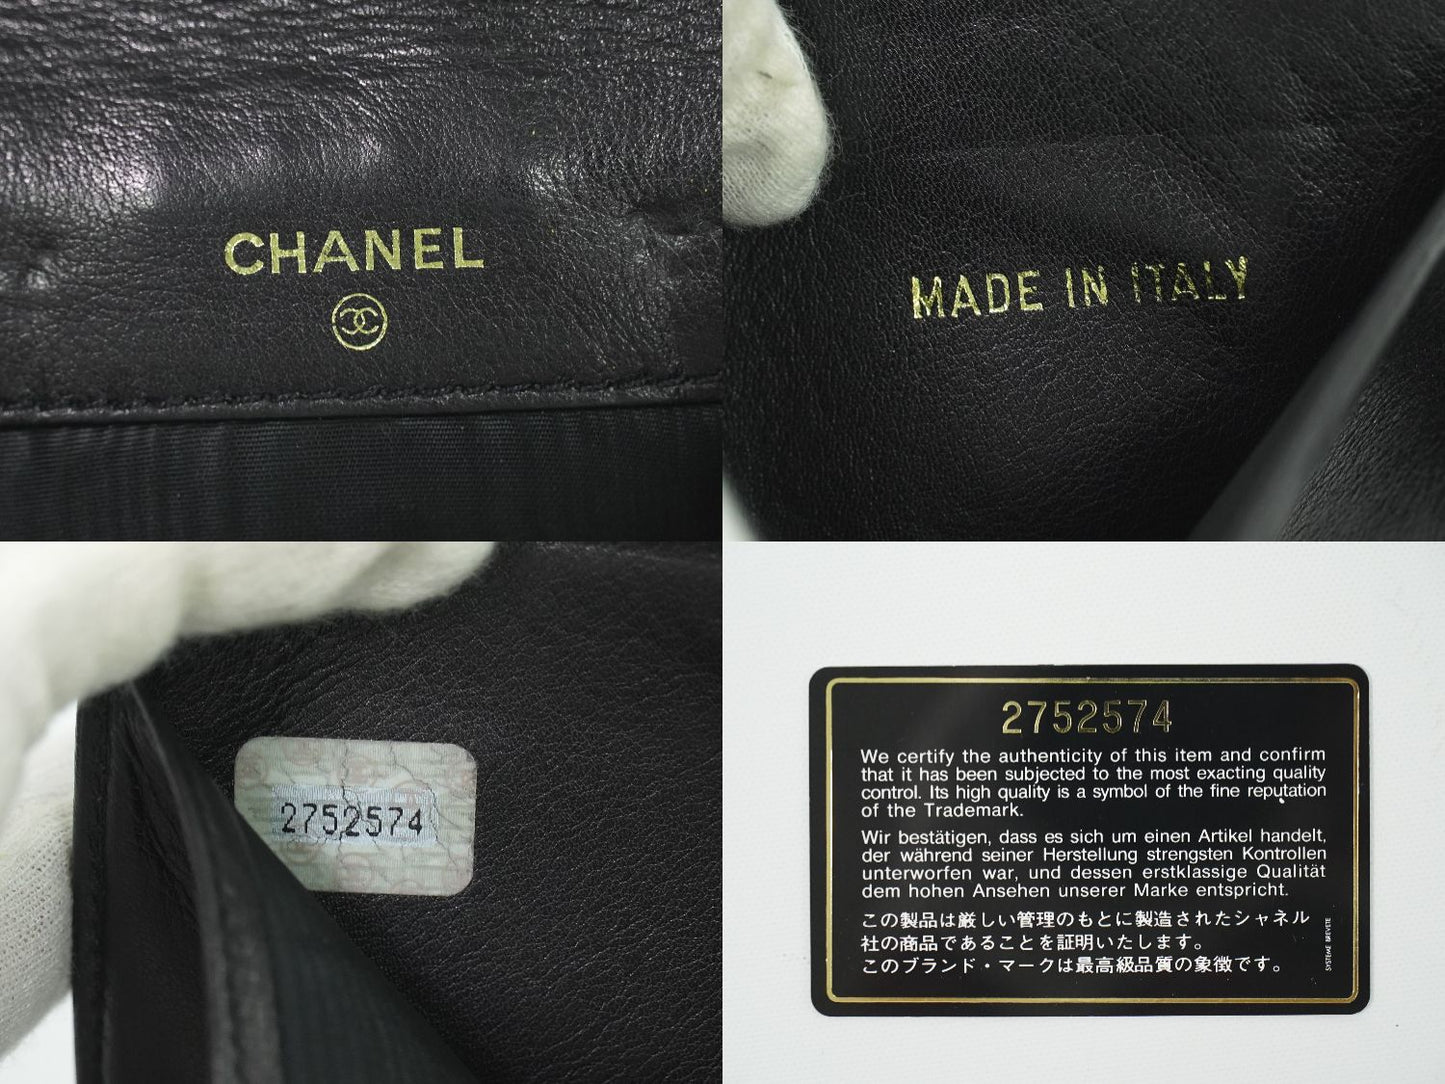 CHANEL
MADE IN ITALY
2752574
2752574
We certify the authenticity of this item and confirm
that it has been subjected to the most exacting quality
control. Its high quality is a symbol of the fine reputation
of the Trademark.
Wir bestätigen, dass es sich um einen Artikel handelt,
der während seiner Herstellung strengsten Kontrollen
unterworfen war, und dessen erstklassige Qualität
dem hohen Ansehen unserer Marke entspricht.
この製品は厳しい管理のもとに製造されたシャネル
社の商品であることを証明いたします。
このブランド・マークは最高級品質の象徴です。
SYSTEME BREVETE